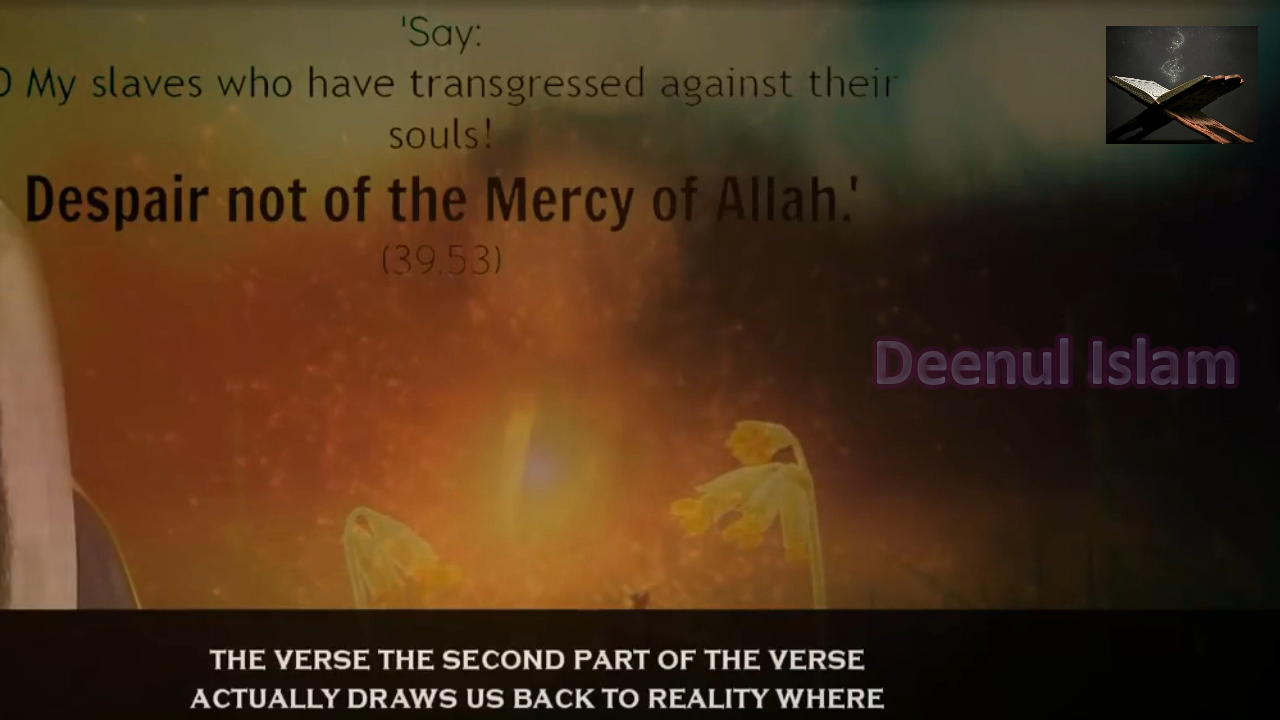 'Say:
O My slaves who have transgressed against their
souls!
Despair not of the Mercy of Allah.'
(39.53)
Deenul Islam
THE VERSE THE SECOND PART OF THE VERSE
ACTUALLY DRAWS US BACK TO REALITY WHERE